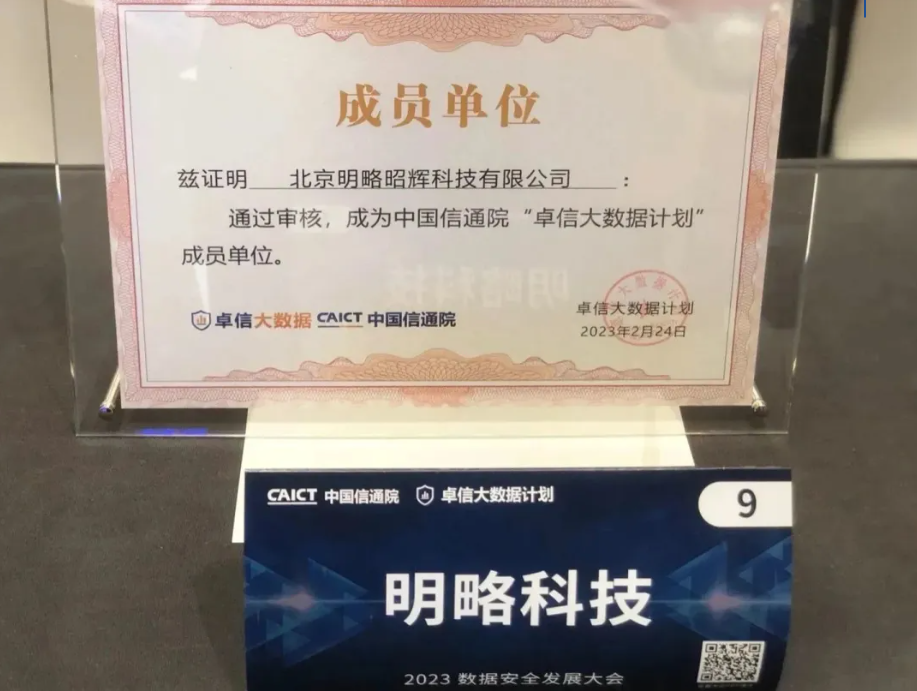 成员单位
兹证明 北京明略昭辉科技有限公司 :
通过审核，成为中国信通院“卓信大数据计划”
成员单位。
卓信大数据 CAICT 中国信通院
卓信大数据计划
2023年2月24日
CAICT 中国信通院 卓信大数据计划
9
明略科技
2023 数据安全发展大会